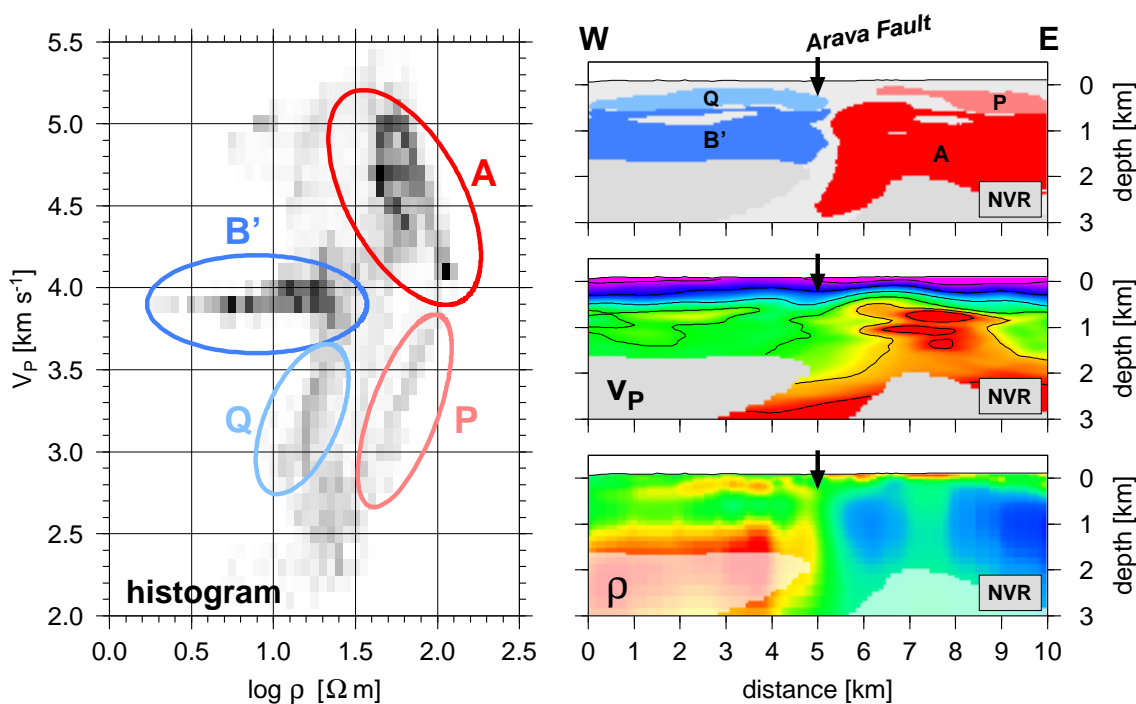 5.5
5.0
4.5
4.0
3.5
3.0
2.5
2.0
V_P [km s⁻¹]
A
B'
Q
P
histogram
0.0 0.5 1.0 1.5 2.0 2.5
log ρ [Ω m]
W Arava Fault E
Q
P
B'
A
NVR
0
1
2
3
depth [km]
v_P
NVR
0
1
2
3
depth [km]
ρ
NVR
0
1
2
3
depth [km]
0 1 2 3 4 5 6 7 8 9 10
distance [km]